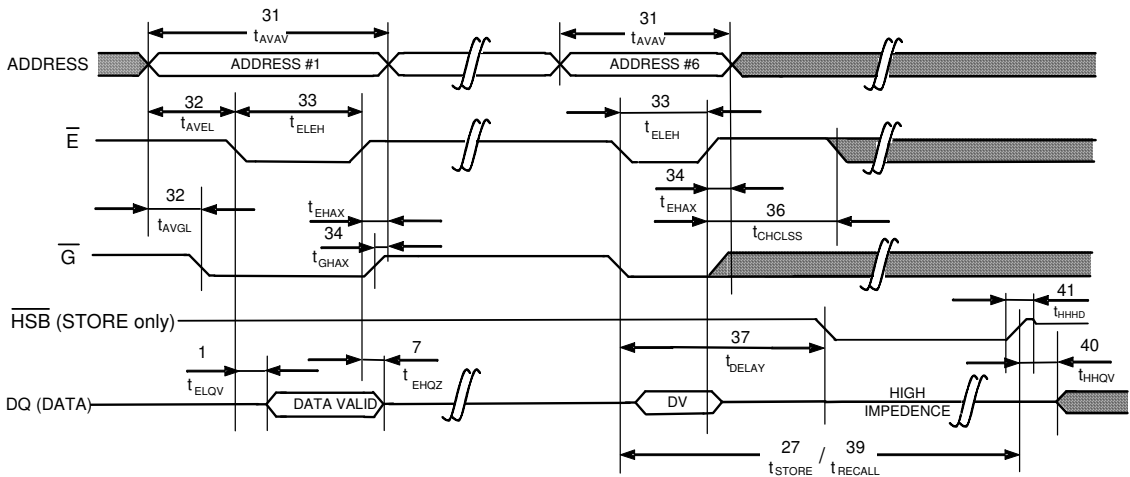 31
tAVAV
31
tAVAV
ADDRESS
ADDRESS #1
ADDRESS #6
32
tAVEL
33
tELEH
33
tELEH
E
32
tAVGL
tEHAX
34
tGHAX
34
tEHAX
36
tCHCLSS
G
HSB (STORE only)
41
tHHHD
37
tDELAY
40
tHHQV
1
tELQV
7
tEHQZ
DQ (DATA)
DATA VALID
DV
HIGH
IMPEDENCE
27 / 39
tSTORE tRECALL